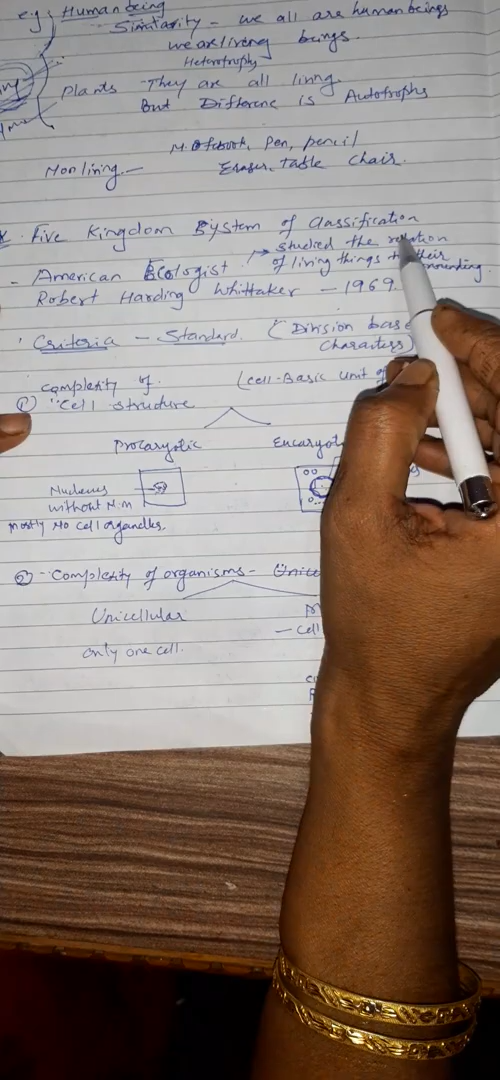 e.g; Human being
Similarity - we all are human beings
we are living beings.
Heterotrophy
Plants They are all living
But Difference is Autotrophs
Notebook, Pen, pencil
Non living - Eraser, Table Chair.
Five Kingdom System of Classification
→ studied the relation
- American Ecologist of living things to their
Robert Harding Whittaker - 1969.
Criteria - Standard. (Division base
Characters)
complexity of (cell-Basic unit of
① Cell structure
Procaryotic Eucaryot
Nucleus
without N.m
mostly No cell organelles.
② Complexity of organisms -
Unicellular M
only one cell. - cell